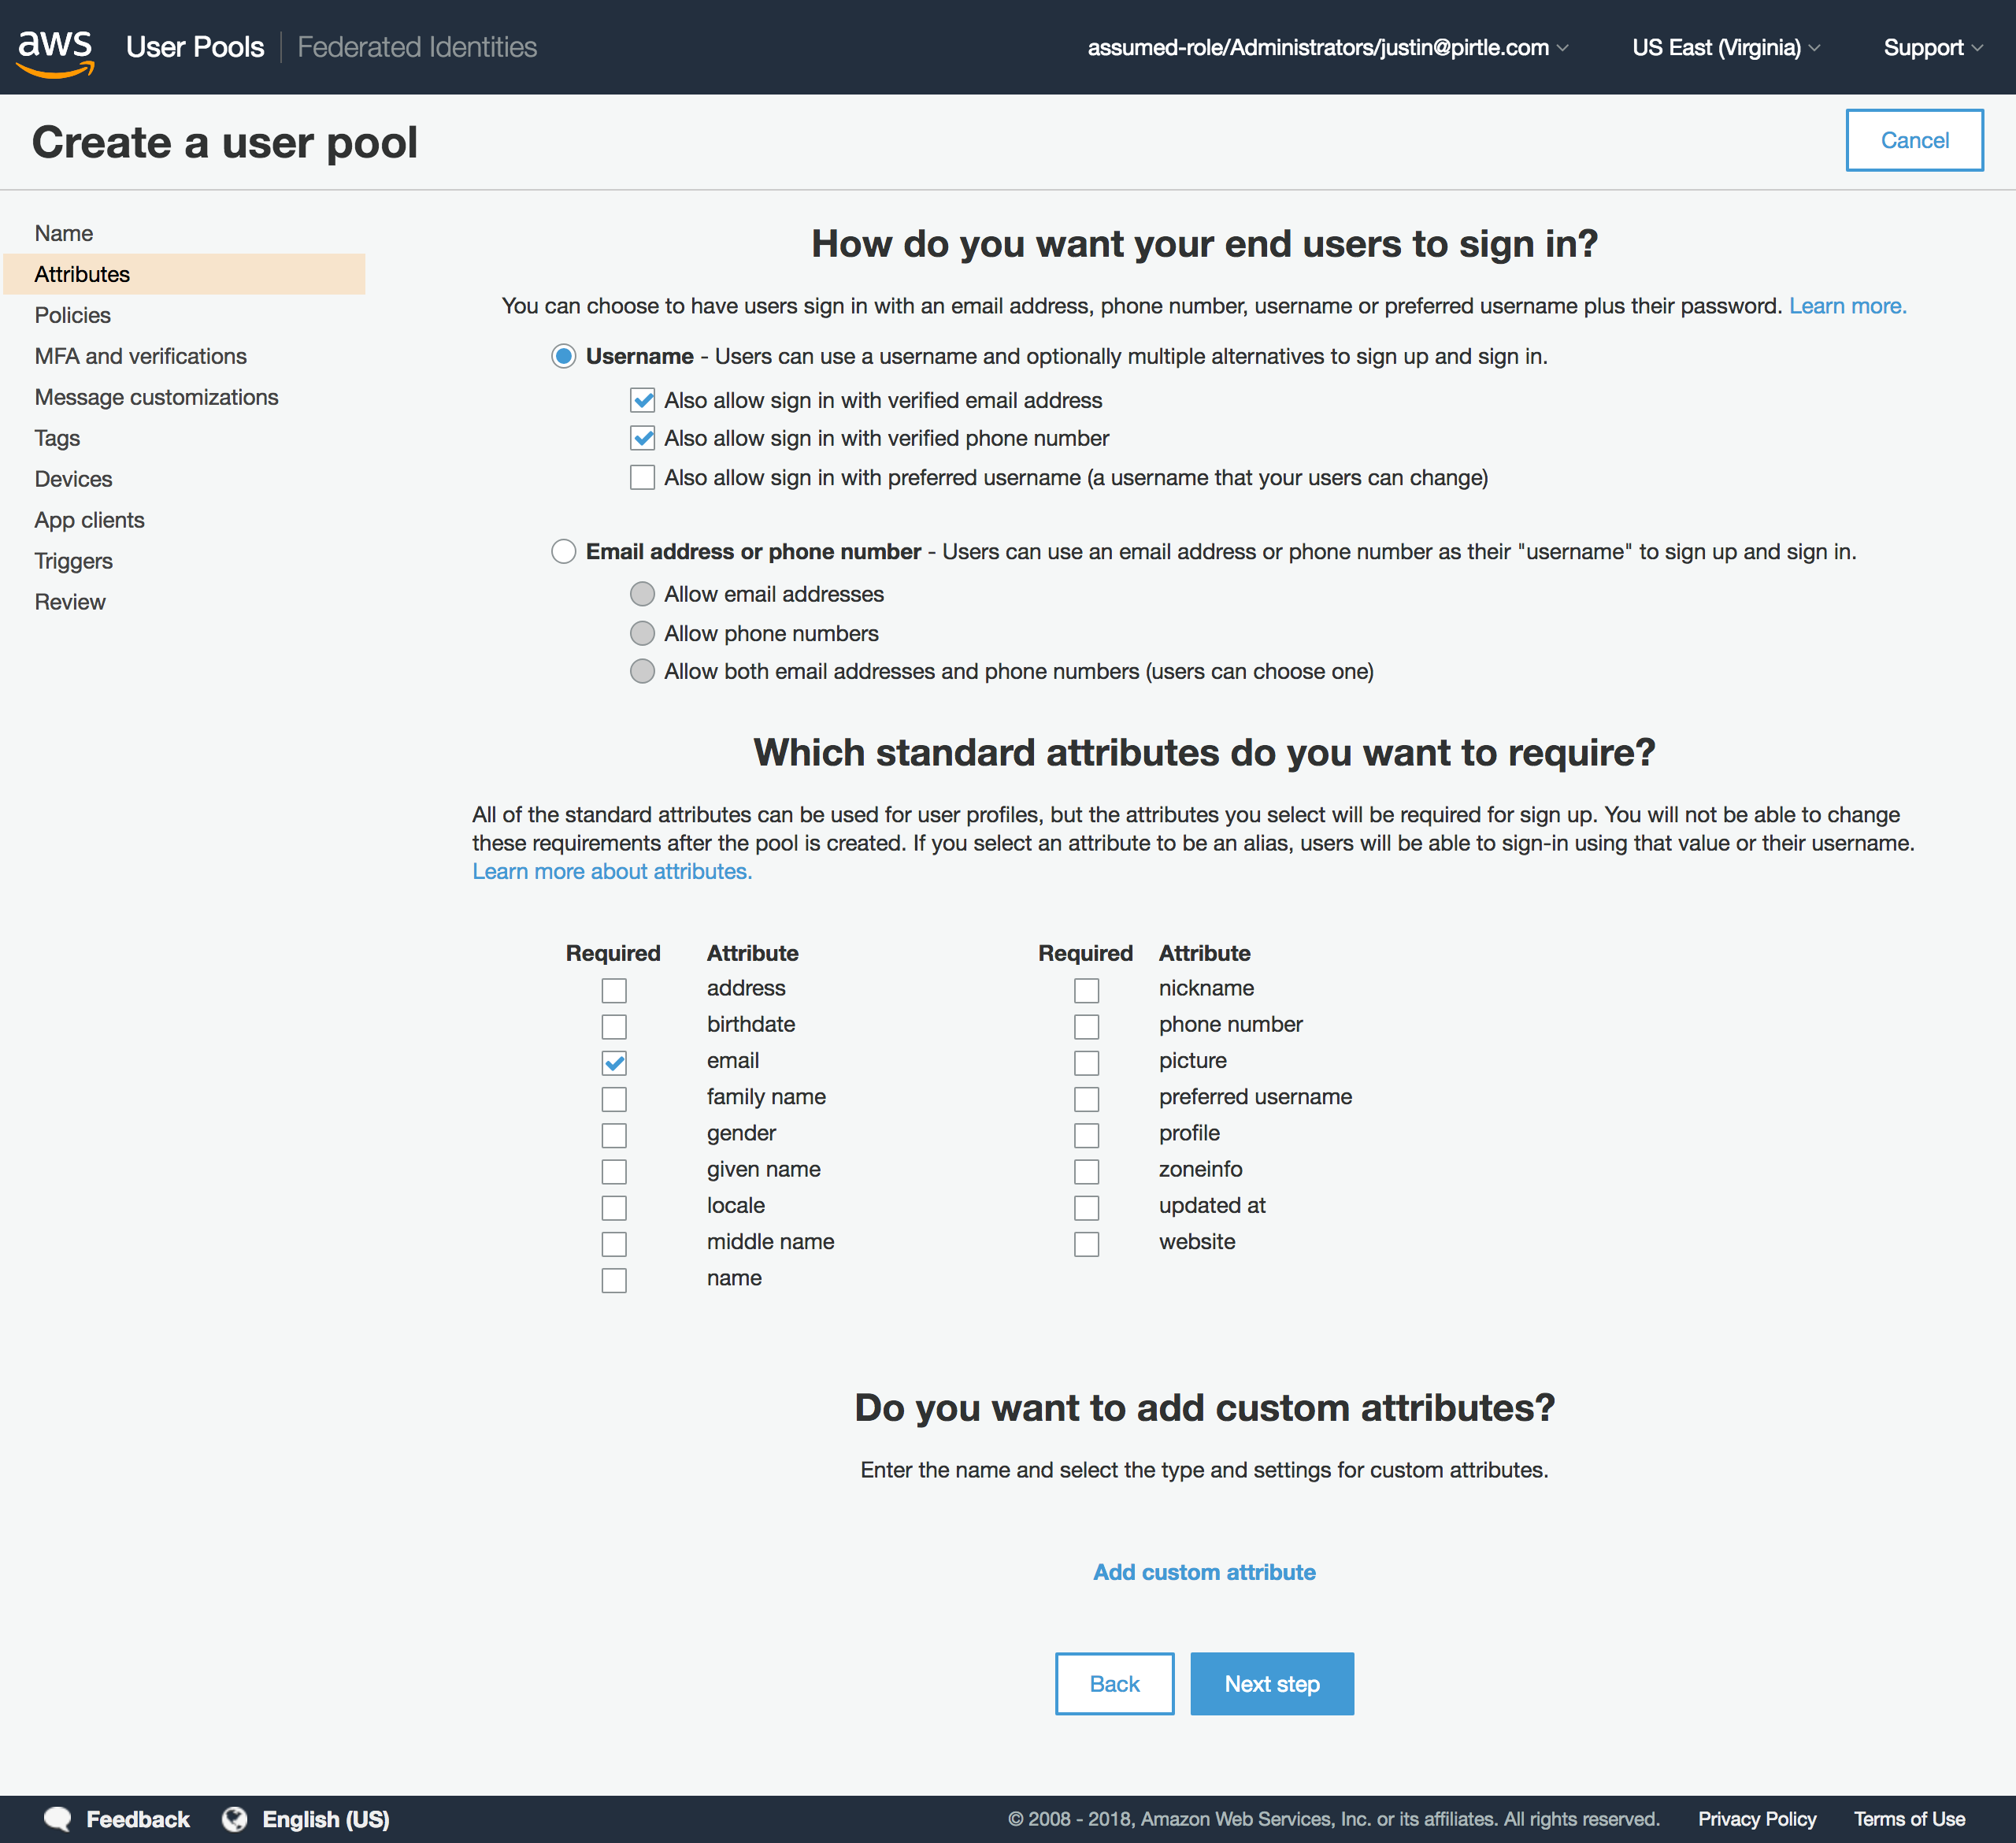 aws User Pools Federated Identities assumed-role/Administrators/justin@pirtle.com US East (Virginia) Support
Create a user pool Cancel
Name
Attributes
Policies
MFA and verifications
Message customizations
Tags
Devices
App clients
Triggers
Review
How do you want your end users to sign in?
You can choose to have users sign in with an email address, phone number, username or preferred username plus their password. Learn more.
Username - Users can use a username and optionally multiple alternatives to sign up and sign in.
Also allow sign in with verified email address
Also allow sign in with verified phone number
Also allow sign in with preferred username (a username that your users can change)
Email address or phone number - Users can use an email address or phone number as their "username" to sign up and sign in.
Allow email addresses
Allow phone numbers
Allow both email addresses and phone numbers (users can choose one)
Which standard attributes do you want to require?
All of the standard attributes can be used for user profiles, but the attributes you select will be required for sign up. You will not be able to change
these requirements after the pool is created. If you select an attribute to be an alias, users will be able to sign-in using that value or their username.
Learn more about attributes.
Required Attribute Required Attribute
address nickname
birthdate phone number
email picture
family name preferred username
gender profile
given name zoneinfo
locale updated at
middle name website
name
Do you want to add custom attributes?
Enter the name and select the type and settings for custom attributes.
Add custom attribute
Back Next step
Feedback English (US) © 2008 - 2018, Amazon Web Services, Inc. or its affiliates. All rights reserved. Privacy Policy Terms of Use